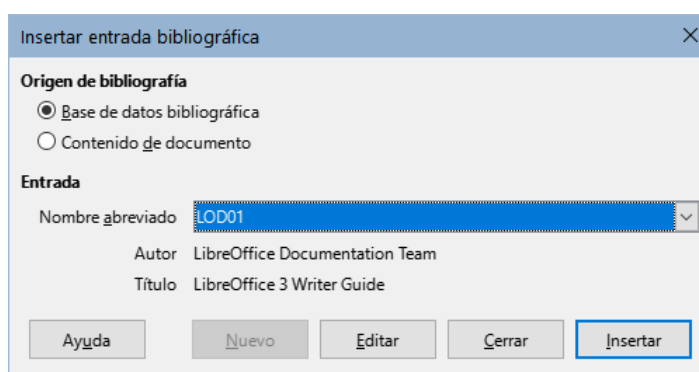 Insertar entrada bibliográfica
Origen de bibliografía
Base de datos bibliográfica
Contenido de documento
Entrada
Nombre abreviado LOD01
Autor LibreOffice Documentation Team
Título LibreOffice 3 Writer Guide
Ayuda Nuevo Editar Cerrar Insertar